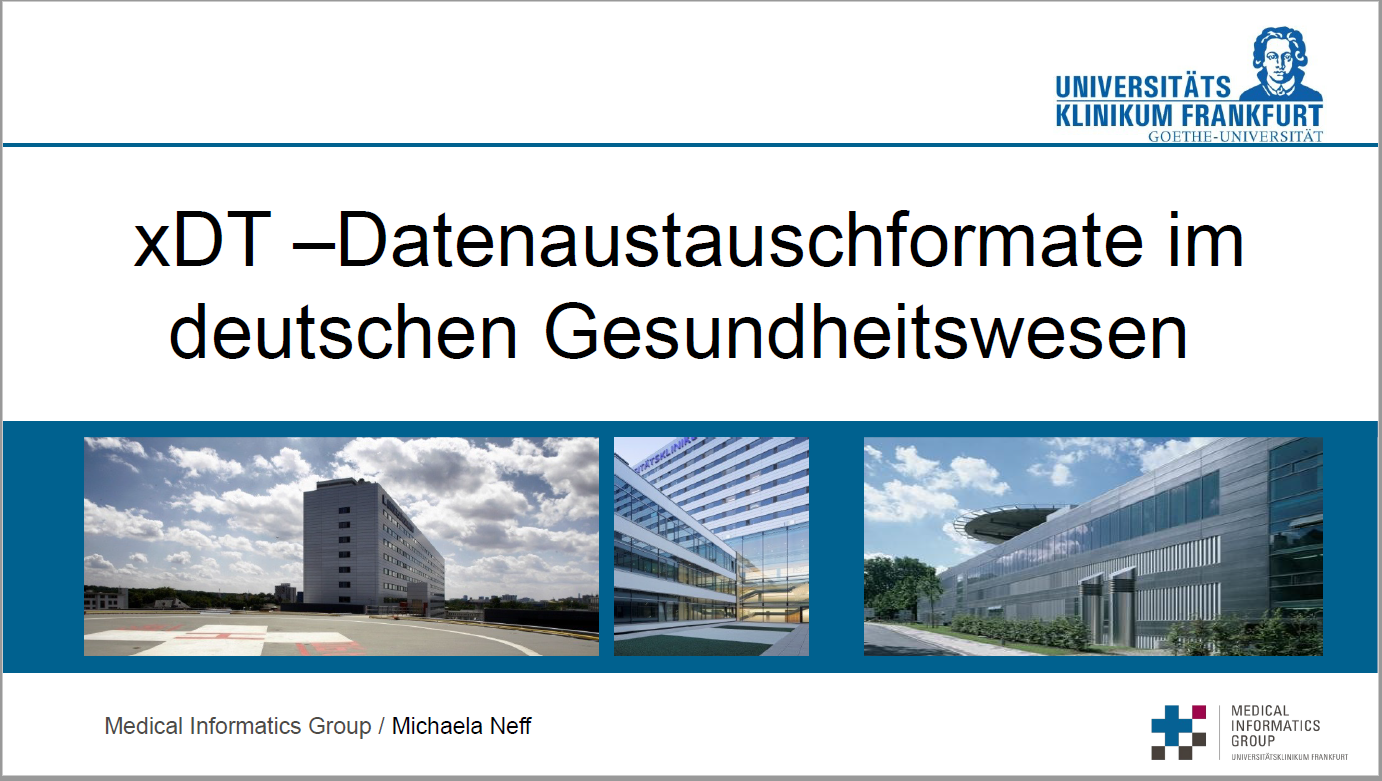 UNIVERSITÄTS
KLINIKUM FRANKFURT
GOETHE-UNIVERSITÄT
xDT –Datenaustauschformate im
deutschen Gesundheitswesen
Medical Informatics Group / Michaela Neff
MEDICAL
INFORMATICS
GROUP
UNIVERSITÄTSKLINIKUM FRANKFURT